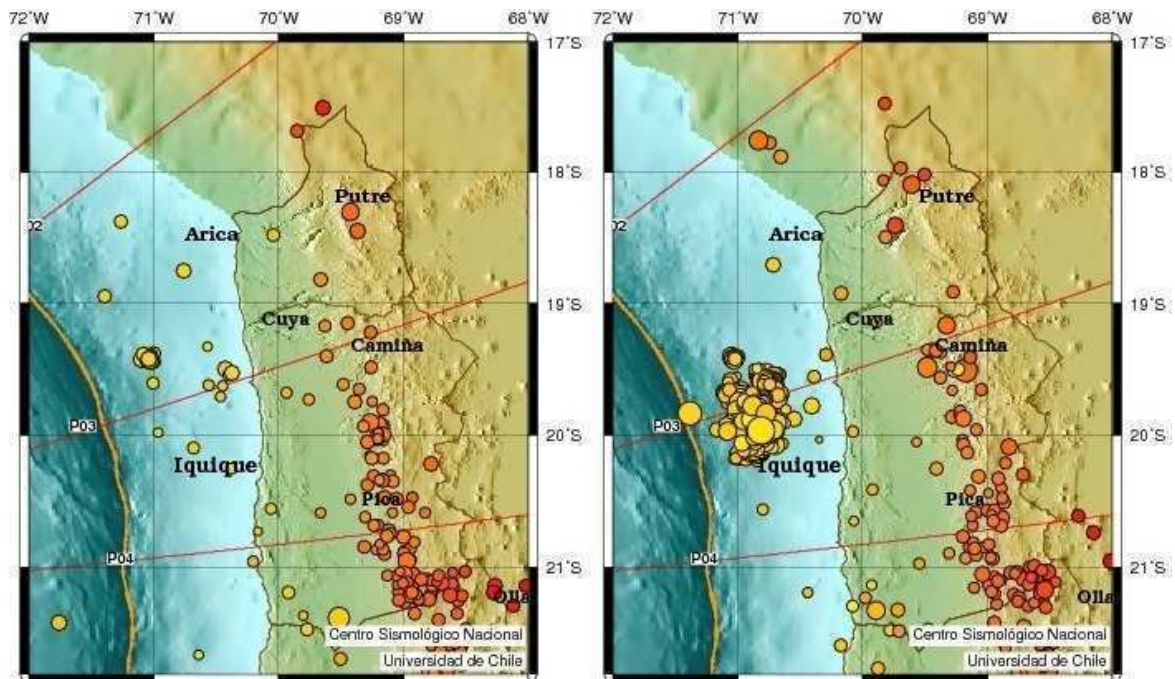 72°W 71°W 70°W 69°W 68°W
17°S
18°S
19°S
20°S
21°S
Putre
Arica
Cuya
Camiña
P03
Iquique
Pica
P04
Olla
Centro Sismológico Nacional
Universidad de Chile
72°W 71°W 70°W 69°W 68°W
17°S
18°S
19°S
20°S
21°S
Putre
Arica
Cuya
Camiña
P03
Iquique
Pica
P04
Olla
Centro Sismológico Nacional
Universidad de Chile